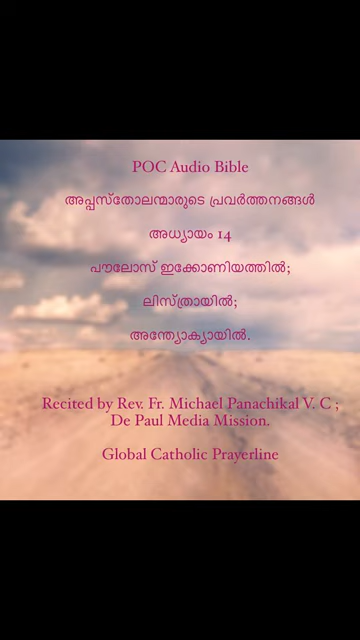 POC Audio Bible
അപ്പസ്തോലന്മാരുടെ പ്രവർത്തനങ്ങൾ
അധ്യായം 14
പൗലോസ് ഇക്കോണിയത്തിൽ;
ലിസ്ത്രായിൽ;
അന്ത്യോക്യായിൽ.
Recited by Rev. Fr. Michael Panachikal V. C ;
De Paul Media Mission.
Global Catholic Prayerline